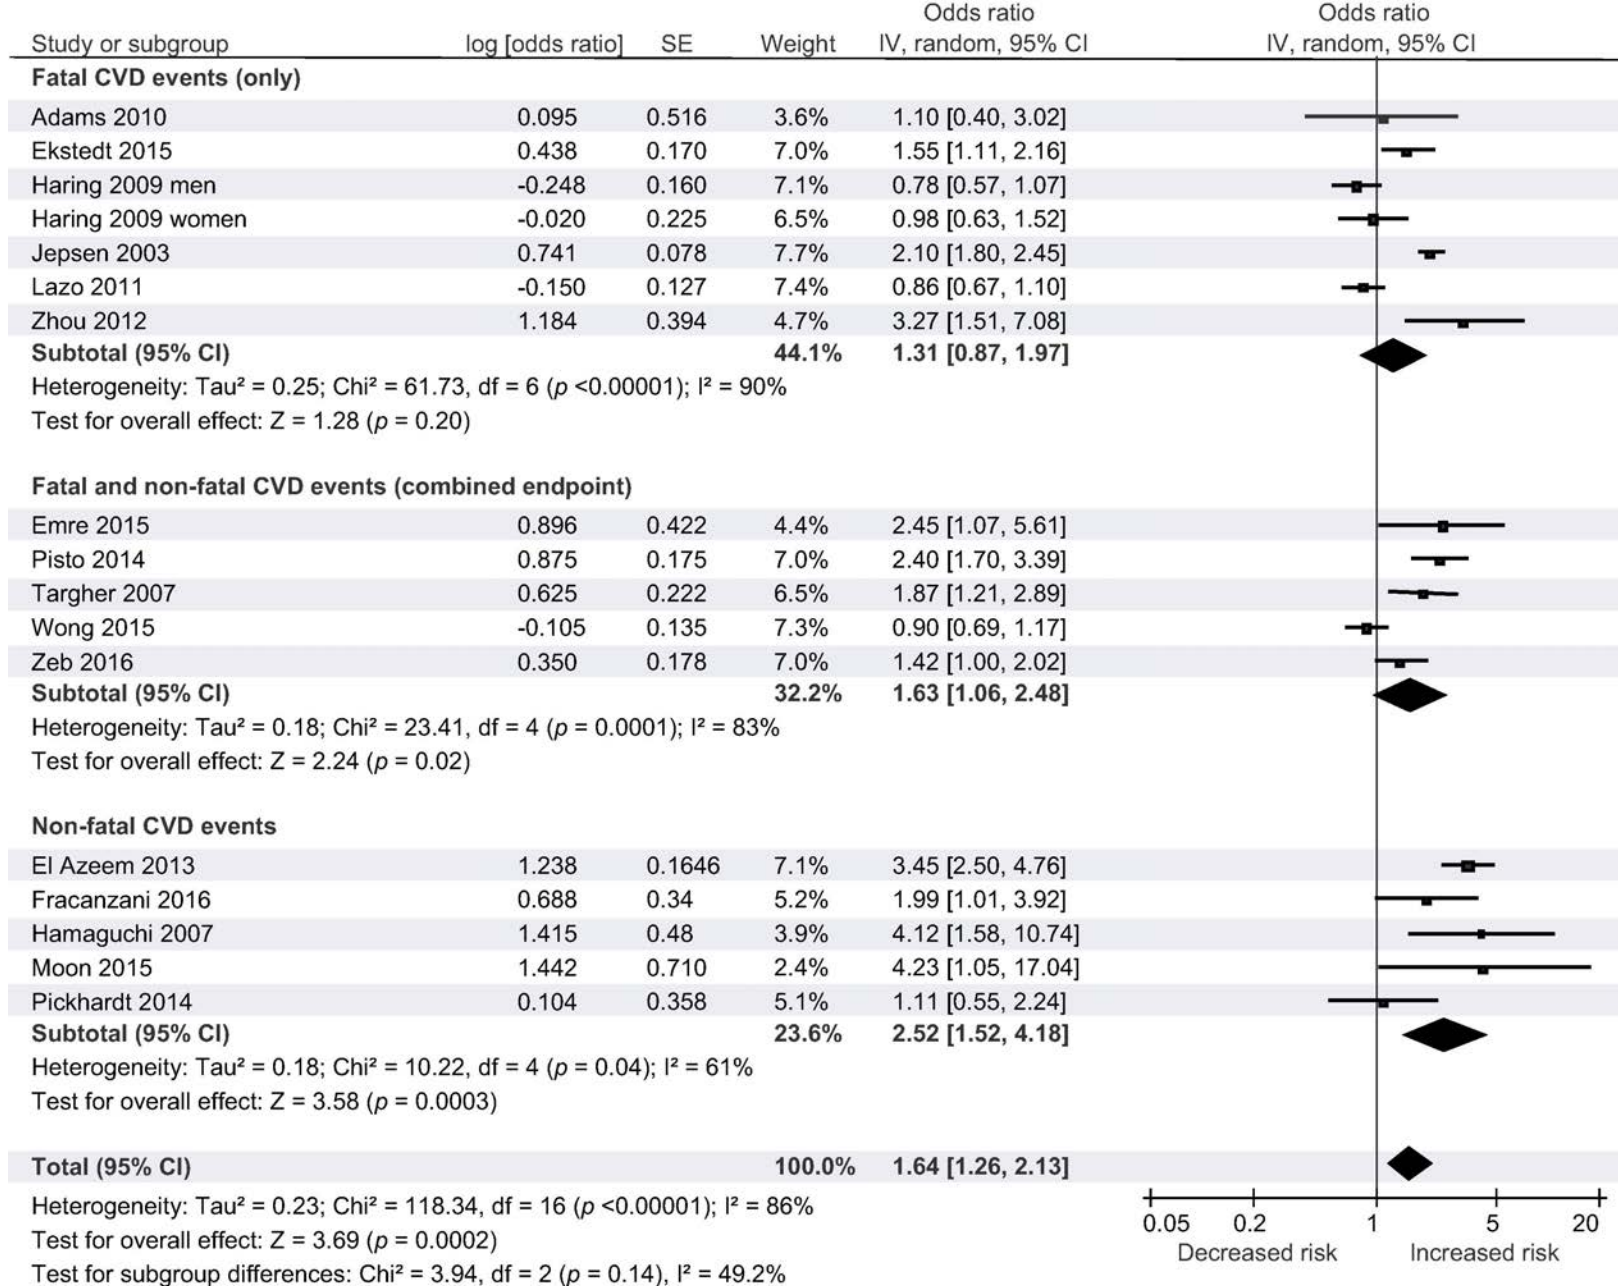 Odds ratio Odds ratio
Study or subgroup log [odds ratio] SE Weight IV, random, 95% CI IV, random, 95% CI
Fatal CVD events (only)
Adams 2010 0.095 0.516 3.6% 1.10 [0.40, 3.02]
Ekstedt 2015 0.438 0.170 7.0% 1.55 [1.11, 2.16]
Haring 2009 men -0.248 0.160 7.1% 0.78 [0.57, 1.07]
Haring 2009 women -0.020 0.225 6.5% 0.98 [0.63, 1.52]
Jepsen 2003 0.741 0.078 7.7% 2.10 [1.80, 2.45]
Lazo 2011 -0.150 0.127 7.4% 0.86 [0.67, 1.10]
Zhou 2012 1.184 0.394 4.7% 3.27 [1.51, 7.08]
Subtotal (95% CI) 44.1% 1.31 [0.87, 1.97]
Heterogeneity: Tau² = 0.25; Chi² = 61.73, df = 6 (p <0.00001); I² = 90%
Test for overall effect: Z = 1.28 (p = 0.20)
Fatal and non-fatal CVD events (combined endpoint)
Emre 2015 0.896 0.422 4.4% 2.45 [1.07, 5.61]
Pisto 2014 0.875 0.175 7.0% 2.40 [1.70, 3.39]
Targher 2007 0.625 0.222 6.5% 1.87 [1.21, 2.89]
Wong 2015 -0.105 0.135 7.3% 0.90 [0.69, 1.17]
Zeb 2016 0.350 0.178 7.0% 1.42 [1.00, 2.02]
Subtotal (95% CI) 32.2% 1.63 [1.06, 2.48]
Heterogeneity: Tau² = 0.18; Chi² = 23.41, df = 4 (p = 0.0001); I² = 83%
Test for overall effect: Z = 2.24 (p = 0.02)
Non-fatal CVD events
El Azeem 2013 1.238 0.1646 7.1% 3.45 [2.50, 4.76]
Fracanzani 2016 0.688 0.34 5.2% 1.99 [1.01, 3.92]
Hamaguchi 2007 1.415 0.48 3.9% 4.12 [1.58, 10.74]
Moon 2015 1.442 0.710 2.4% 4.23 [1.05, 17.04]
Pickhardt 2014 0.104 0.358 5.1% 1.11 [0.55, 2.24]
Subtotal (95% CI) 23.6% 2.52 [1.52, 4.18]
Heterogeneity: Tau² = 0.18; Chi² = 10.22, df = 4 (p = 0.04); I² = 61%
Test for overall effect: Z = 3.58 (p = 0.0003)
Total (95% CI) 100.0% 1.64 [1.26, 2.13]
Heterogeneity: Tau² = 0.23; Chi² = 118.34, df = 16 (p <0.00001); I² = 86%
Test for overall effect: Z = 3.69 (p = 0.0002)
Test for subgroup differences: Chi² = 3.94, df = 2 (p = 0.14), I² = 49.2%
0.05 0.2 1 5 20
Decreased risk Increased risk